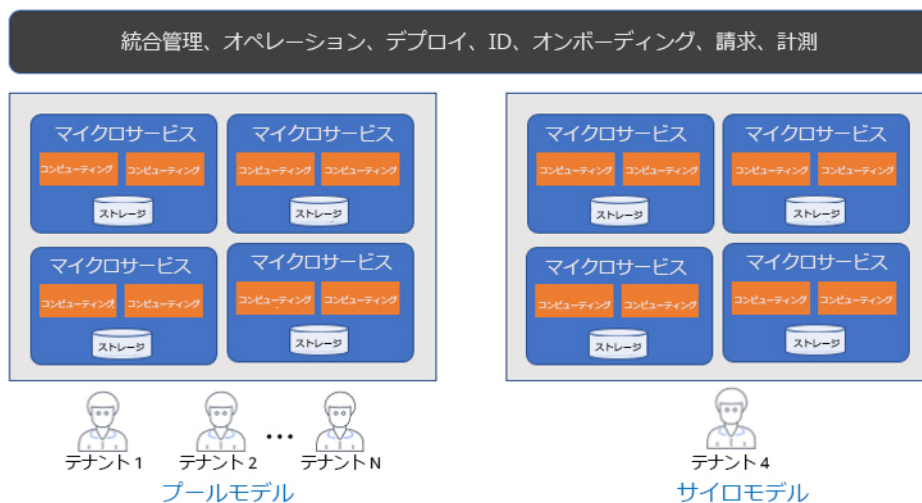 統合管理、オペレーション、デプロイ、ID、オンボーディング、請求、計測
マイクロサービス
コンピューティング コンピューティング
ストレージ
マイクロサービス
コンピューティング コンピューティング
ストレージ
マイクロサービス
コンピューティング コンピューティング
ストレージ
マイクロサービス
コンピューティング コンピューティング
ストレージ
テナント1 テナント2 ... テナントN
プールモデル
マイクロサービス
コンピューティング コンピューティング
ストレージ
マイクロサービス
コンピューティング コンピューティング
ストレージ
マイクロサービス
コンピューティング コンピューティング
ストレージ
マイクロサービス
コンピューティング コンピューティング
ストレージ
テナント4
サイロモデル